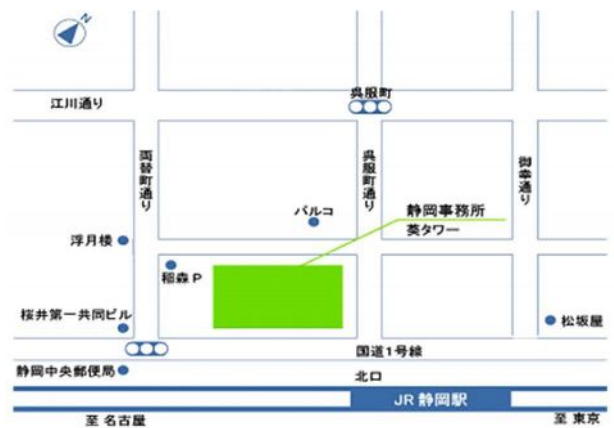 N
呉服町
江川通り
両替町通り
呉服町通り
御幸通り
パルコ
静岡事務所
葵タワー
浮月楼
稲森 P
桜井第一共同ビル
松坂屋
国道1号線
静岡中央郵便局
北口
JR 静岡駅
至 名古屋
至 東京